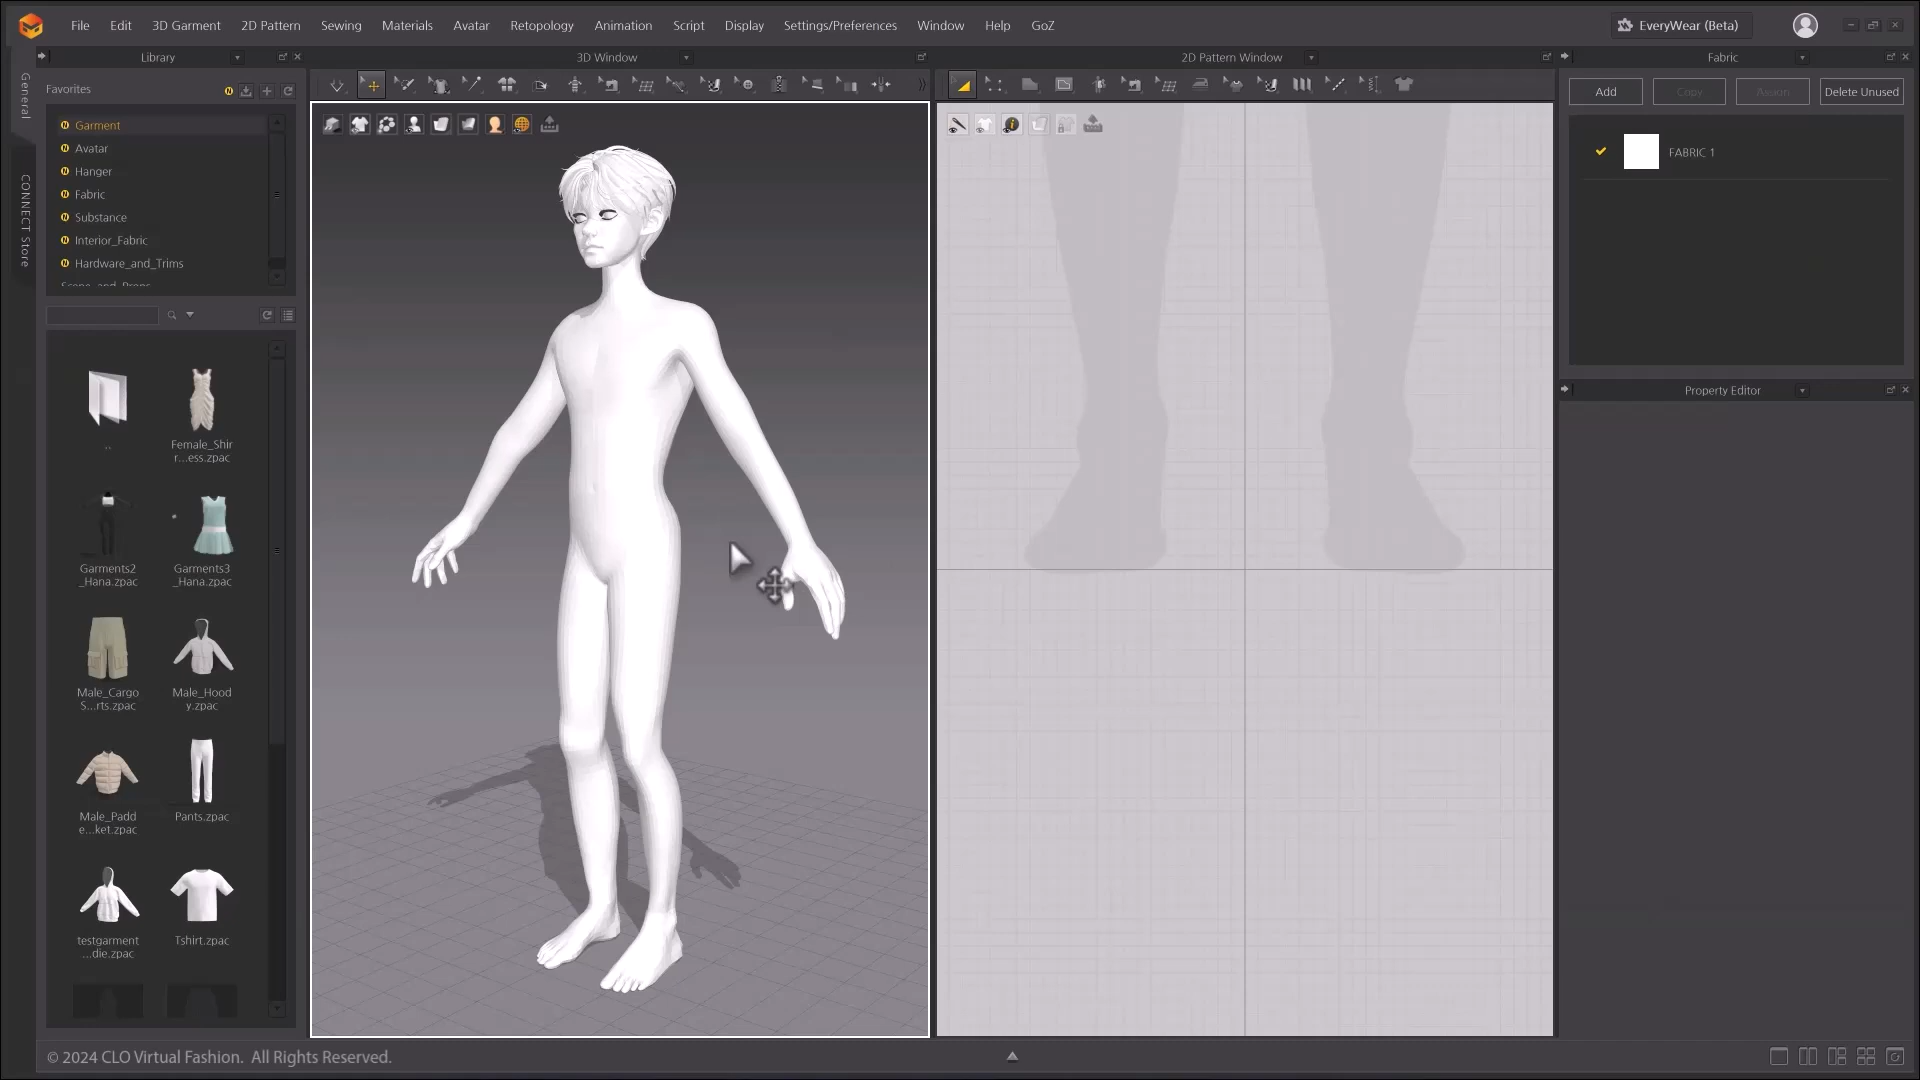 File Edit 3D Garment 2D Pattern Sewing Materials Avatar Retopology Animation Script Display Settings/Preferences Window Help GoZ EveryWear (Beta)
Library
3D Window
2D Pattern Window
Fabric
General
CONNECT Store
Favorites
Garment
Avatar
Hanger
Fabric
Substance
Interior_Fabric
Hardware_and_Trims
Scene_and_Props
..
Female_Shir
r...ess.zpac
Garments2
_Hana.zpac
Garments3
_Hana.zpac
Male_Cargo
S...rts.zpac
Male_Hood
y.zpac
Male_Padd
e...ket.zpac
Pants.zpac
testgarment
...die.zpac
Tshirt.zpac
Add Copy Assign Delete Unused
FABRIC 1
Property Editor
© 2024 CLO Virtual Fashion. All Rights Reserved.